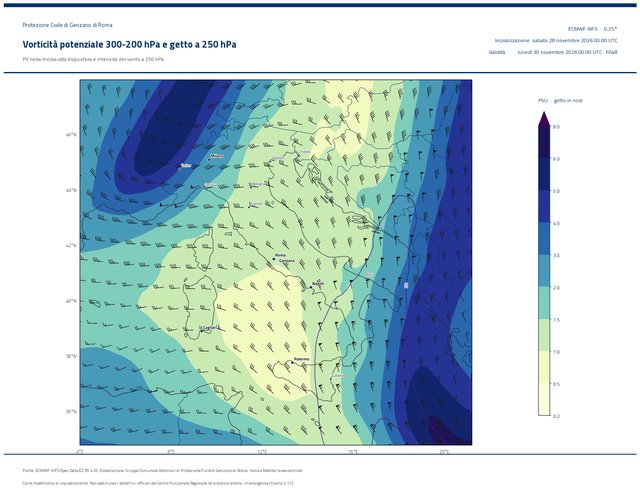 Protezione Civile di Genzano di Roma
ECMWF AIFS · 0.25°
Vorticità potenziale 300-200 hPa e getto a 250 hPa
Inizializzazione sabato 28 novembre 2026 00:00 UTC
Validità lunedì 30 novembre 2026 00:00 UTC F048
PV nella media-alta troposfera e intensità del vento a 250 hPa
PVU getto in nodi
8.0
6.0
5.0
4.0
3.0
2.0
1.5
1.0
0.5
0.2
46°N
44°N
42°N
40°N
38°N
36°N
Milano
Torino
Roma
Genzano
Napoli
Cagliari
Palermo
8°E
12°E
16°E
20°E
Fonte: ECMWF AIFS Open Data (CC BY 4.0). Elaborazione: Gruppo Comunale Volontari di Protezione Civile di Genzano di Roma. Italia e Mediterraneo centrale.
Carta modellistica di inquadramento. Non sostituisce i bollettini ufficiali del Centro Funzionale Regionale né le allerte di allerta. In emergenza chiama il 112.